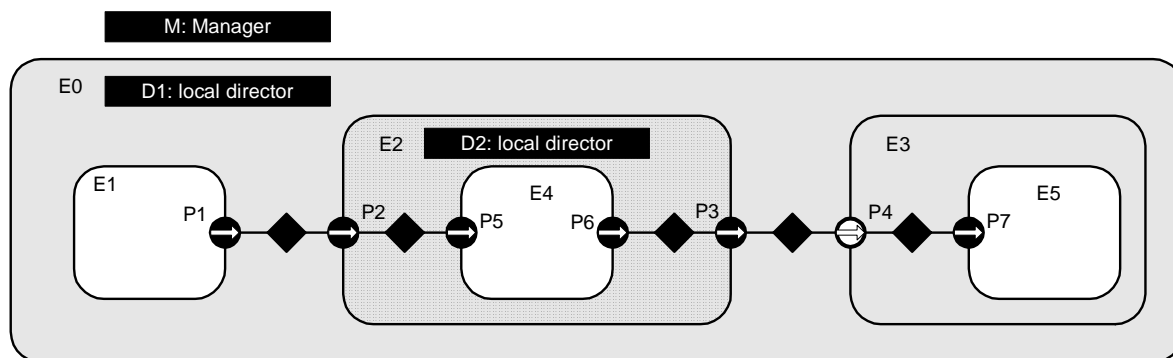 M: Manager
E0
D1: local director
E2
D2: local director
E3
E1
E4
E5
P1
P2
P5
P6
P3
P4
P7